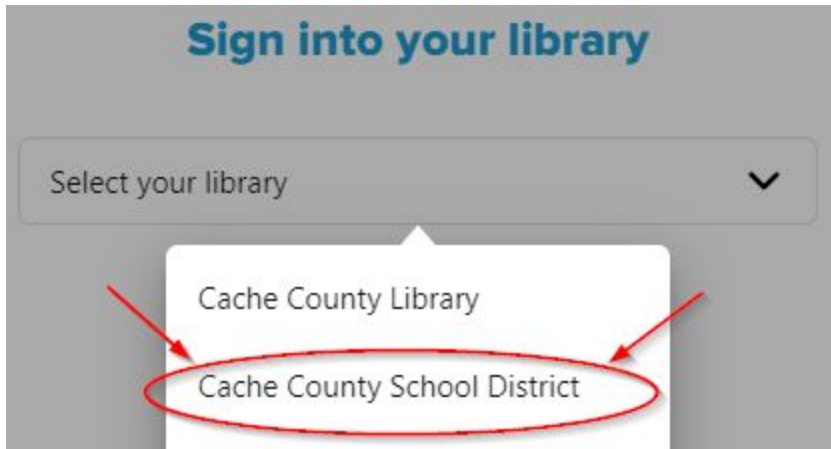 Sign into your library
Select your library
Cache County Library
Cache County School District